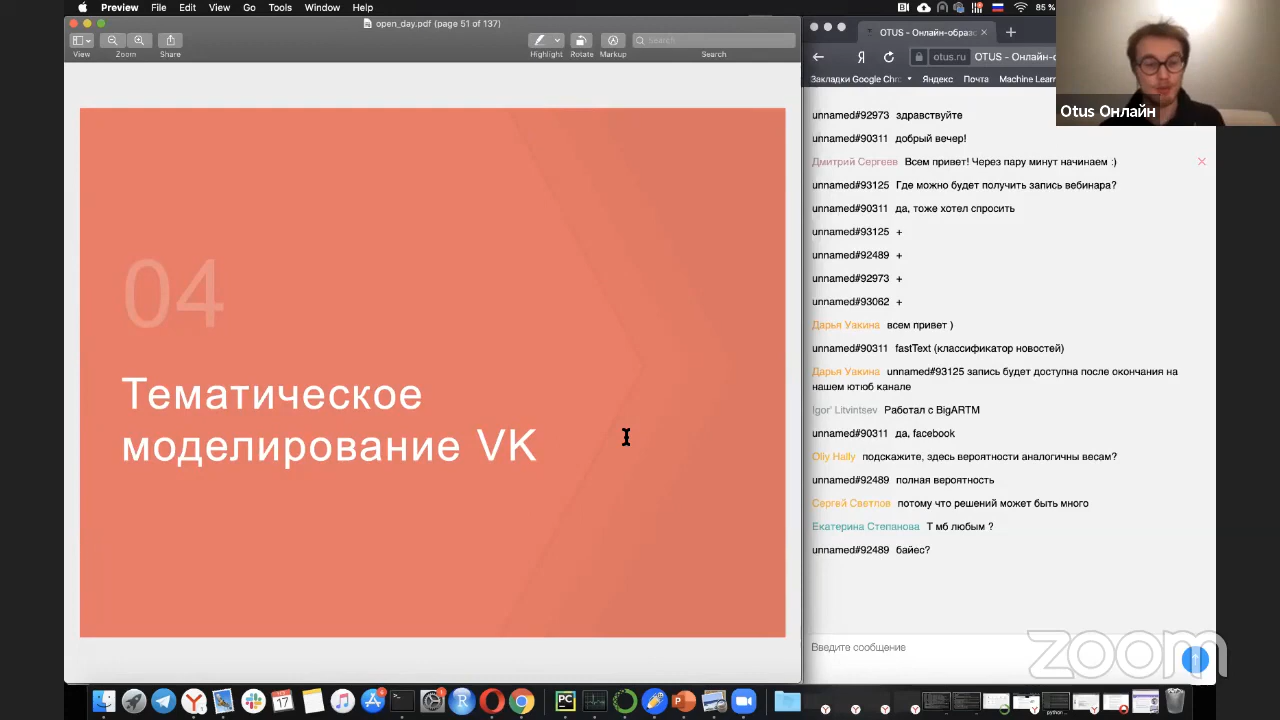 Preview File Edit View Go Tools Window Help
85 %
open_day.pdf (page 51 of 137)
View Zoom Share Highlight Rotate Markup Search
Search
04
Тематическое
моделирование VK
OTUS - Онлайн-образо
otus.ru OTUS - Онлайн-о
Закладки Google Chr Яндекс Почта Machine Learn
Otus Онлайн
unnamed#92973 здравствуйте
unnamed#90311 добрый вечер!
Дмитрий Сергеев Всем привет! Через пару минут начинаем :)
unnamed#93125 Где можно будет получить запись вебинара?
unnamed#90311 да, тоже хотел спросить
unnamed#93125 +
unnamed#92489 +
unnamed#92973 +
unnamed#93062 +
Дарья Уакина всем привет )
unnamed#90311 fastText (классификатор новостей)
Дарья Уакина unnamed#93125 запись будет доступна после окончания на
нашем ютюб канале
Igor' Litvintsev Работал с BigARTM
unnamed#90311 да, facebook
Olly Hally подскажите, здесь вероятности аналогичны весам?
unnamed#92489 полная вероятность
Сергей Светлов потому что решений может быть много
Екатерина Степанова Т мб любым ?
unnamed#92489 байес?
Введите сообщение
zoom